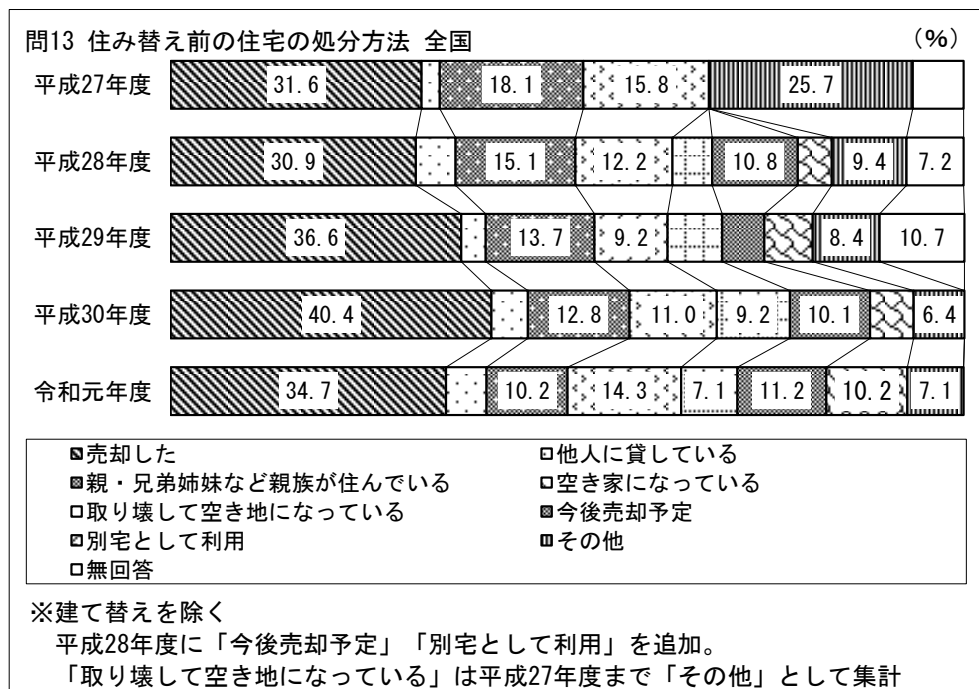 問13 住み替え前の住宅の処分方法 全国 (%)
平成27年度 31.6 18.1 15.8 25.7
平成28年度 30.9 15.1 12.2 10.8 9.4 7.2
平成29年度 36.6 13.7 9.2 8.4 10.7
平成30年度 40.4 12.8 11.0 9.2 10.1 6.4
令和元年度 34.7 10.2 14.3 7.1 11.2 10.2 7.1
売却した 他人に貸している
親・兄弟姉妹など親族が住んでいる 空き家になっている
取り壊して空き地になっている 今後売却予定
別宅として利用 その他
無回答
※建て替えを除く
平成28年度に「今後売却予定」「別宅として利用」を追加。
「取り壊して空き地になっている」は平成27年度まで「その他」として集計